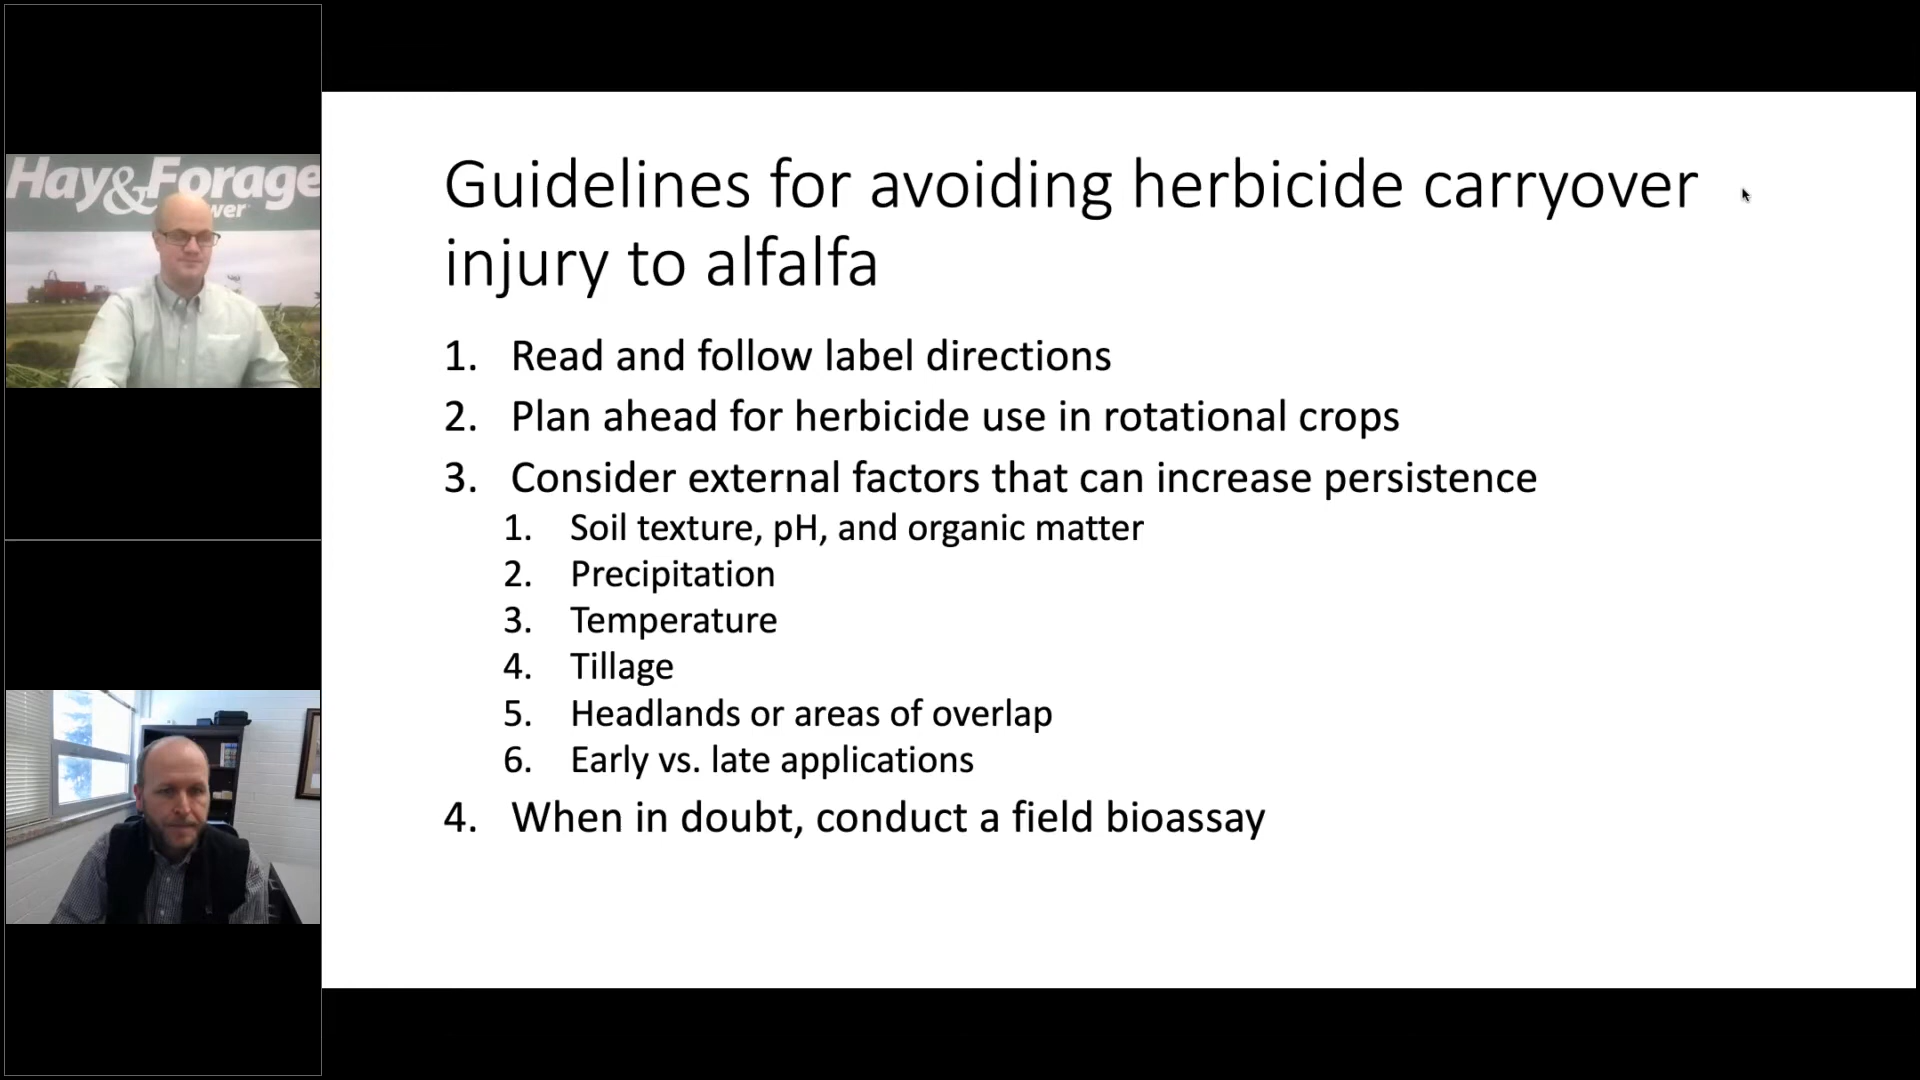 Hay&Forage
wer
Guidelines for avoiding herbicide carryover
injury to alfalfa
1. Read and follow label directions
2. Plan ahead for herbicide use in rotational crops
3. Consider external factors that can increase persistence
1. Soil texture, pH, and organic matter
2. Precipitation
3. Temperature
4. Tillage
5. Headlands or areas of overlap
6. Early vs. late applications
4. When in doubt, conduct a field bioassay